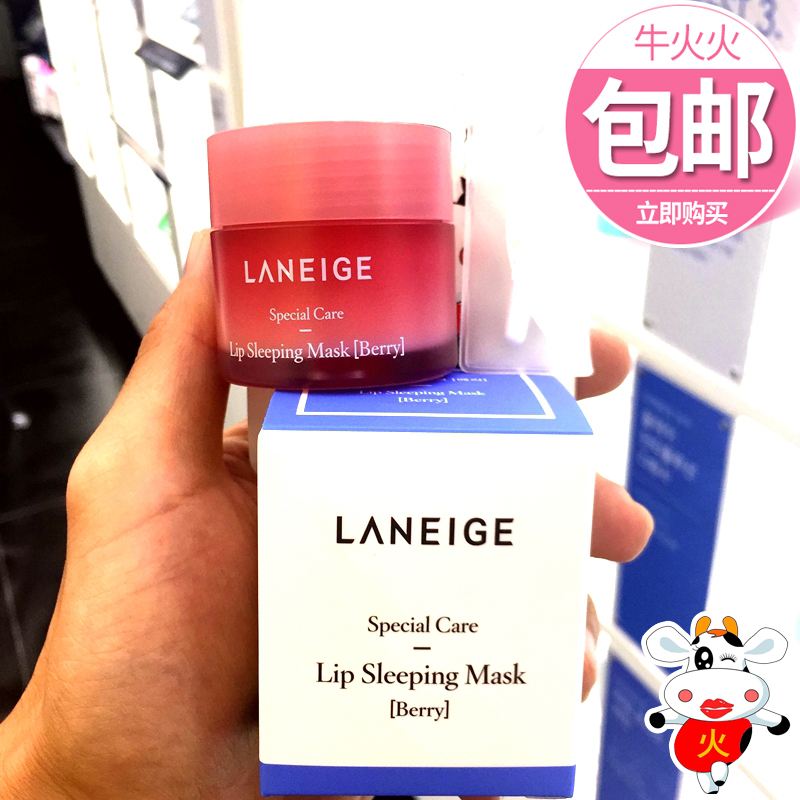 牛火火
包邮
立即购买
LANEIGE
Special Care
Lip Sleeping Mask [Berry]
Lip Sleeping Mask
[Berry]
LANEIGE
Special Care
Lip Sleeping Mask
[Berry]
火